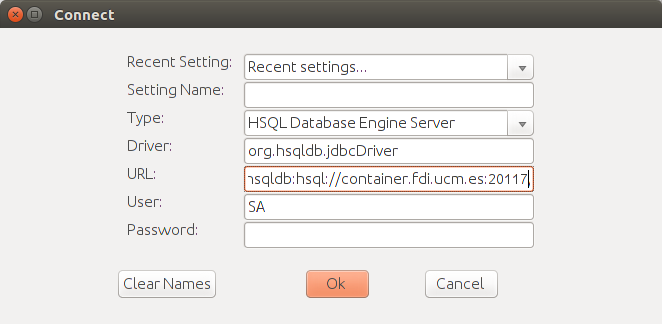 Connect
Recent Setting: Recent settings...
Setting Name:
Type: HSQL Database Engine Server
Driver: org.hsqldb.jdbcDriver
URL: hsqldb:hsql://container.fdi.ucm.es:20117,
User: SA
Password:
Clear Names Ok Cancel